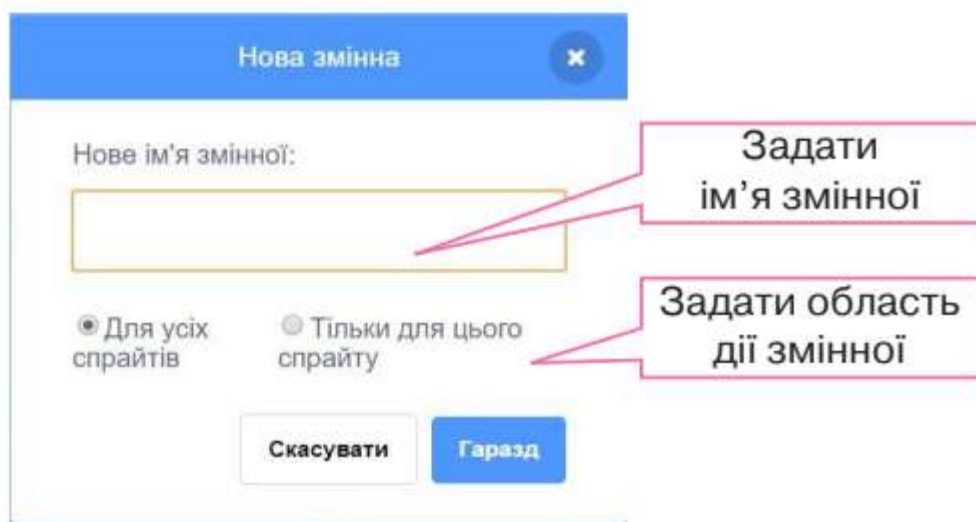 Нова змінна
Нове ім'я змінної:
Задати
ім’я змінної
Для усіх
спрайтів
Тільки для цього
спрайту
Задати область
дії змінної
Скасувати
Гаразд